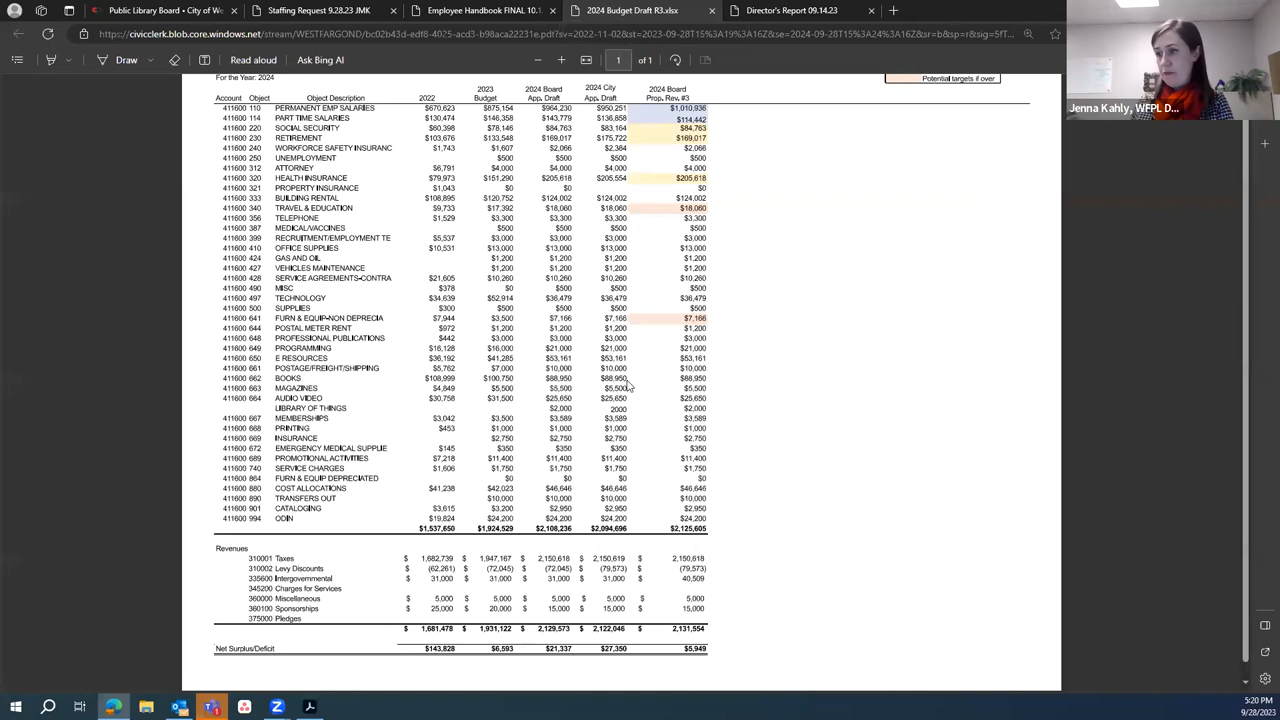 Public Library Board • City of We
Staffing Request 9.28.23 JMK
Employee Handbook FINAL 10.1
2024 Budget Draft R3.xlsx
Director's Report 09.14.23
Draw
Read aloud
Ask Bing AI
1 of 1
For the Year: 2024
Potential targets if over
Account Object Object Description 2022 2023 Budget 2024 Board App. Draft 2024 City App. Draft 2024 Board Prop. Rev. #3
411600 110 PERMANENT EMP SALARIES $670,623 $875,154 $964,230 $950,251 $1,010,936
411600 114 PART TIME SALARIES $130,474 $146,358 $143,779 $136,858 $114,442
411600 220 SOCIAL SECURITY $60,398 $78,146 $84,763 $83,164 $84,763
411600 230 RETIREMENT $103,676 $133,548 $169,017 $175,722 $169,017
411600 240 WORKFORCE SAFETY INSURANC $1,743 $1,607 $2,066 $2,384 $2,066
411600 250 UNEMPLOYMENT $500 $500 $500 $500
411600 312 ATTORNEY $6,791 $4,000 $4,000 $4,000 $4,000
411600 320 HEALTH INSURANCE $79,973 $151,290 $205,618 $205,554 $205,618
411600 321 PROPERTY INSURANCE $1,043 $0 $0 $0 $0
411600 333 BUILDING RENTAL $108,895 $120,752 $124,002 $124,002 $124,002
411600 340 TRAVEL & EDUCATION $9,733 $17,392 $18,060 $18,060 $18,060
411600 356 TELEPHONE $1,529 $3,300 $3,300 $3,300 $3,300
411600 387 MEDICAL/VACCINES $500 $500 $500 $500
411600 399 RECRUITMENT/EMPLOYMENT TE $5,537 $3,000 $3,000 $3,000 $3,000
411600 410 OFFICE SUPPLIES $10,531 $13,000 $13,000 $13,000 $13,000
411600 424 GAS AND OIL $1,200 $1,200 $1,200 $1,200
411600 427 VEHICLES MAINTENANCE $1,200 $1,200 $1,200 $1,200
411600 428 SERVICE AGREEMENTS-CONTRA $21,605 $10,260 $10,260 $10,260 $10,260
411600 490 MISC $378 $0 $500 $500 $500
411600 497 TECHNOLOGY $34,639 $52,914 $36,479 $36,479 $36,479
411600 500 SUPPLIES $300 $500 $500 $500 $500
411600 641 FURN & EQUIP-NON DEPRECIA $7,944 $3,500 $7,166 $7,166 $7,166
411600 644 POSTAL METER RENT $972 $1,200 $1,200 $1,200 $1,200
411600 648 PROFESSIONAL PUBLICATIONS $442 $3,000 $3,000 $3,000 $3,000
411600 649 PROGRAMMING $16,128 $16,000 $21,000 $21,000 $21,000
411600 650 E RESOURCES $36,192 $41,285 $53,161 $53,161 $53,161
411600 661 POSTAGE/FREIGHT/SHIPPING $5,762 $7,000 $10,000 $10,000 $10,000
411600 662 BOOKS $108,999 $100,750 $88,950 $88,950 $88,950
411600 663 MAGAZINES $4,849 $5,500 $5,500 $5,500 $5,500
411600 664 AUDIO VIDEO $30,758 $31,500 $25,650 $25,650 $25,650
LIBRARY OF THINGS $2,000 2000 $2,000
411600 667 MEMBERSHIPS $3,042 $3,500 $3,589 $3,589 $3,589
411600 668 PRINTING $453 $1,000 $1,000 $1,000 $1,000
411600 669 INSURANCE $2,750 $2,750 $2,750 $2,750
411600 672 EMERGENCY MEDICAL SUPPLIE $145 $350 $350 $350 $350
411600 689 PROMOTIONAL ACTIVITIES $7,218 $11,400 $11,400 $11,400 $11,400
411600 740 SERVICE CHARGES $1,606 $1,750 $1,750 $1,750 $1,750
411600 864 FURN & EQUIP DEPRECIATED $0 $0 $0 $0
411600 880 COST ALLOCATIONS $41,238 $42,023 $46,646 $46,646 $46,646
411600 890 TRANSFERS OUT $10,000 $10,000 $10,000 $10,000
411600 901 CATALOGING $3,615 $3,200 $2,950 $2,950 $2,950
411600 994 ODIN $19,824 $24,200 $24,200 $24,200 $24,200
$1,537,650 $1,924,529 $2,108,236 $2,094,696 $2,125,605
Revenues
310001 Taxes $ 1,682,739 $ 1,947,167 $ 2,150,618 $ 2,150,619 $ 2,150,618
310002 Levy Discounts $ (62,261) $ (72,045) $ (72,045) $ (79,573) $ (79,573)
335600 Intergovernmental $ 31,000 $ 31,000 $ 31,000 $ 31,000 $ 40,509
345200 Charges for Services
360000 Miscellaneous $ 5,000 $ 5,000 $ 5,000 $ 5,000 $ 5,000
360100 Sponsorships $ 25,000 $ 20,000 $ 15,000 $ 15,000 $ 15,000
375000 Pledges
$ 1,681,478 $ 1,931,122 $ 2,129,573 $ 2,122,046 $ 2,131,554
Net Surplus/Deficit $143,828 $6,593 $21,337 $27,350 $5,949
Jenna Kahly, WFPL D...
5:20 PM
9/28/2023